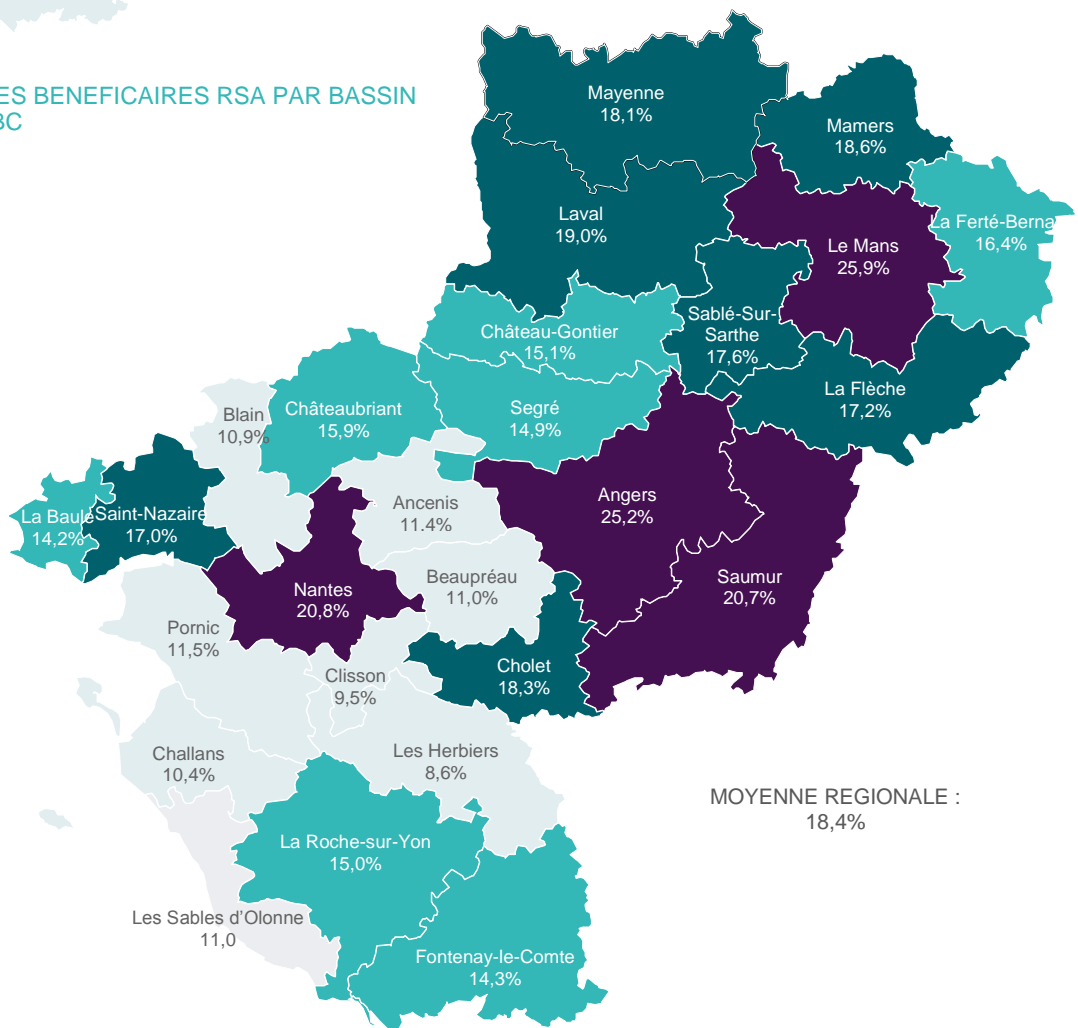 ES BENEFICAIRES RSA PAR BASSIN
BC
Mayenne
18,1%
Mamers
18,6%
Laval
19,0%
La Ferté-Berna
16,4%
Le Mans
25,9%
Sablé-Sur-
Sarthe
17,6%
Château-Gontier
15,1%
La Flèche
17,2%
Blain
10,9%
Châteaubriant
15,9%
Segré
14,9%
Ancenis
11.4%
Angers
25,2%
La Baule
14,2%
Saint-Nazaire
17,0%
Beaupréau
11,0%
Saumur
20,7%
Nantes
20,8%
Pornic
11,5%
Clisson
9,5%
Cholet
18,3%
Challans
10,4%
Les Herbiers
8,6%
MOYENNE REGIONALE :
18,4%
La Roche-sur-Yon
15,0%
Les Sables d'Olonne
11,0
Fontenay-le-Comte
14,3%